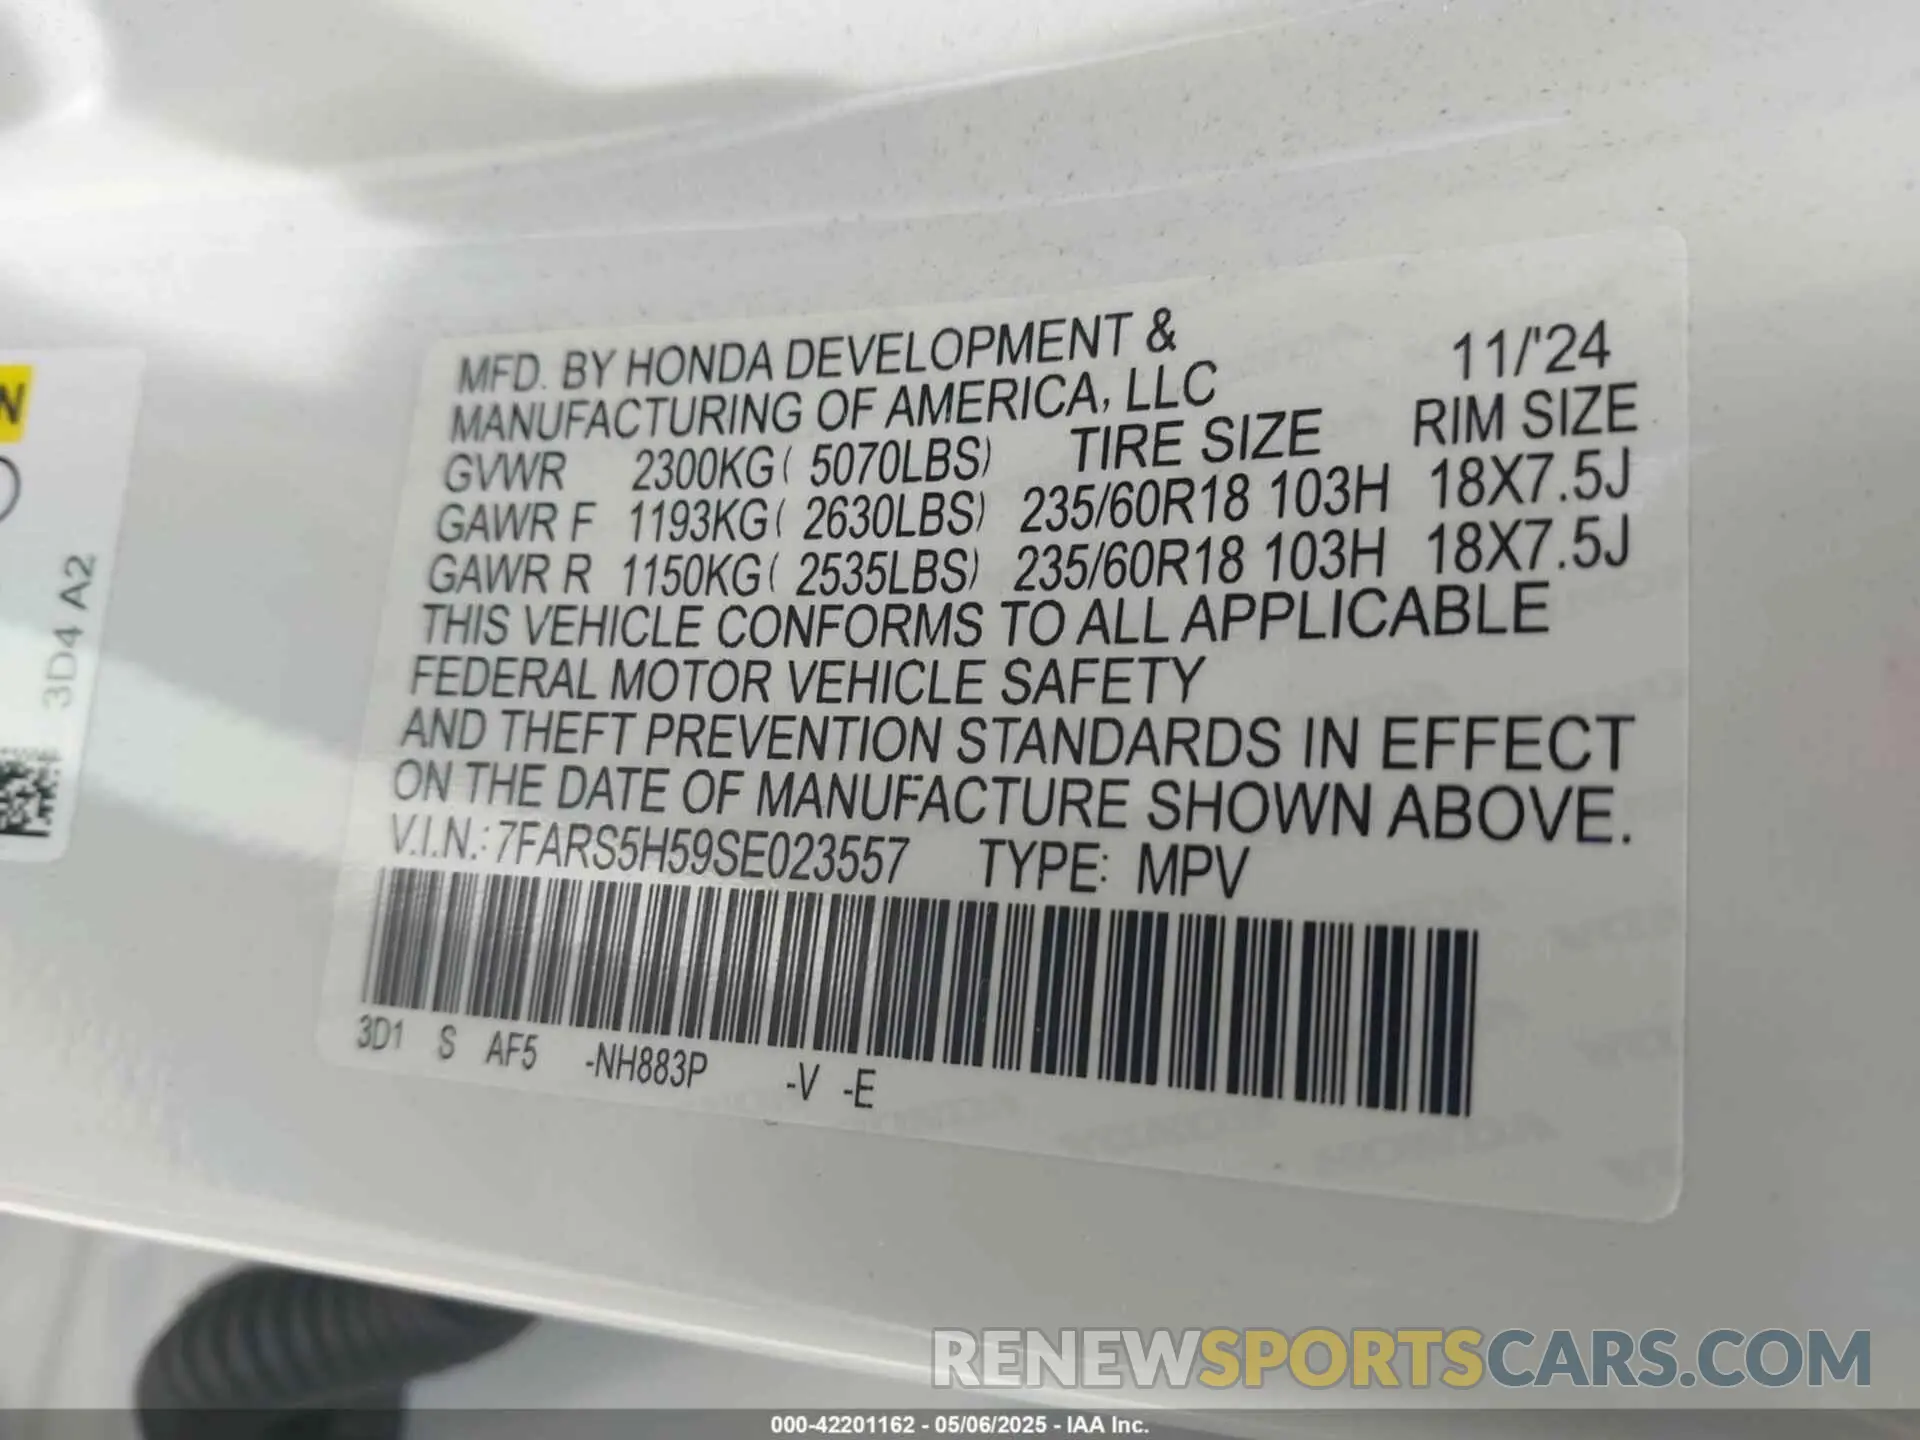 MFD. BY HONDA DEVELOPMENT & 11/'24
MANUFACTURING OF AMERICA, LLC
TIRE SIZE RIM SIZE
GVWR 2300KG( 5070LBS)
GAWR F 1193KG( 2630LBS) 235/60R18 103H 18X7.5J
GAWR R 1150KG( 2535LBS) 235/60R18 103H 18X7.5J
THIS VEHICLE CONFORMS TO ALL APPLICABLE
FEDERAL MOTOR VEHICLE SAFETY
AND THEFT PREVENTION STANDARDS IN EFFECT
ON THE DATE OF MANUFACTURE SHOWN ABOVE.
V.I.N.: 7FARS5H59SE023557 TYPE: MPV
3D1 S AF5 -NH883P -V -E
3D4 A2
RENEWSPORTSCARS.COM
000-42201162 - 05/06/2025 - IAA Inc.